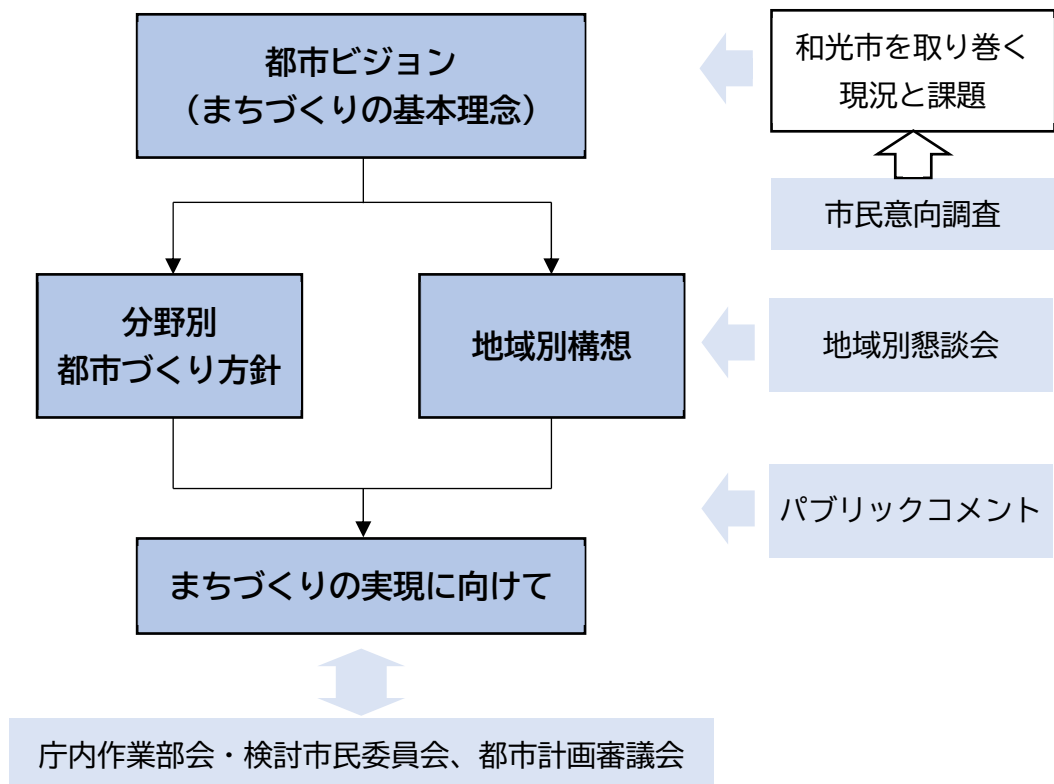 都市ビジョン
（まちづくりの基本理念）
和光市を取り巻く
現況と課題
市民意向調査
分野別
都市づくり方針
地域別構想
地域別懇談会
パブリックコメント
まちづくりの実現に向けて
庁内作業部会・検討市民委員会、都市計画審議会